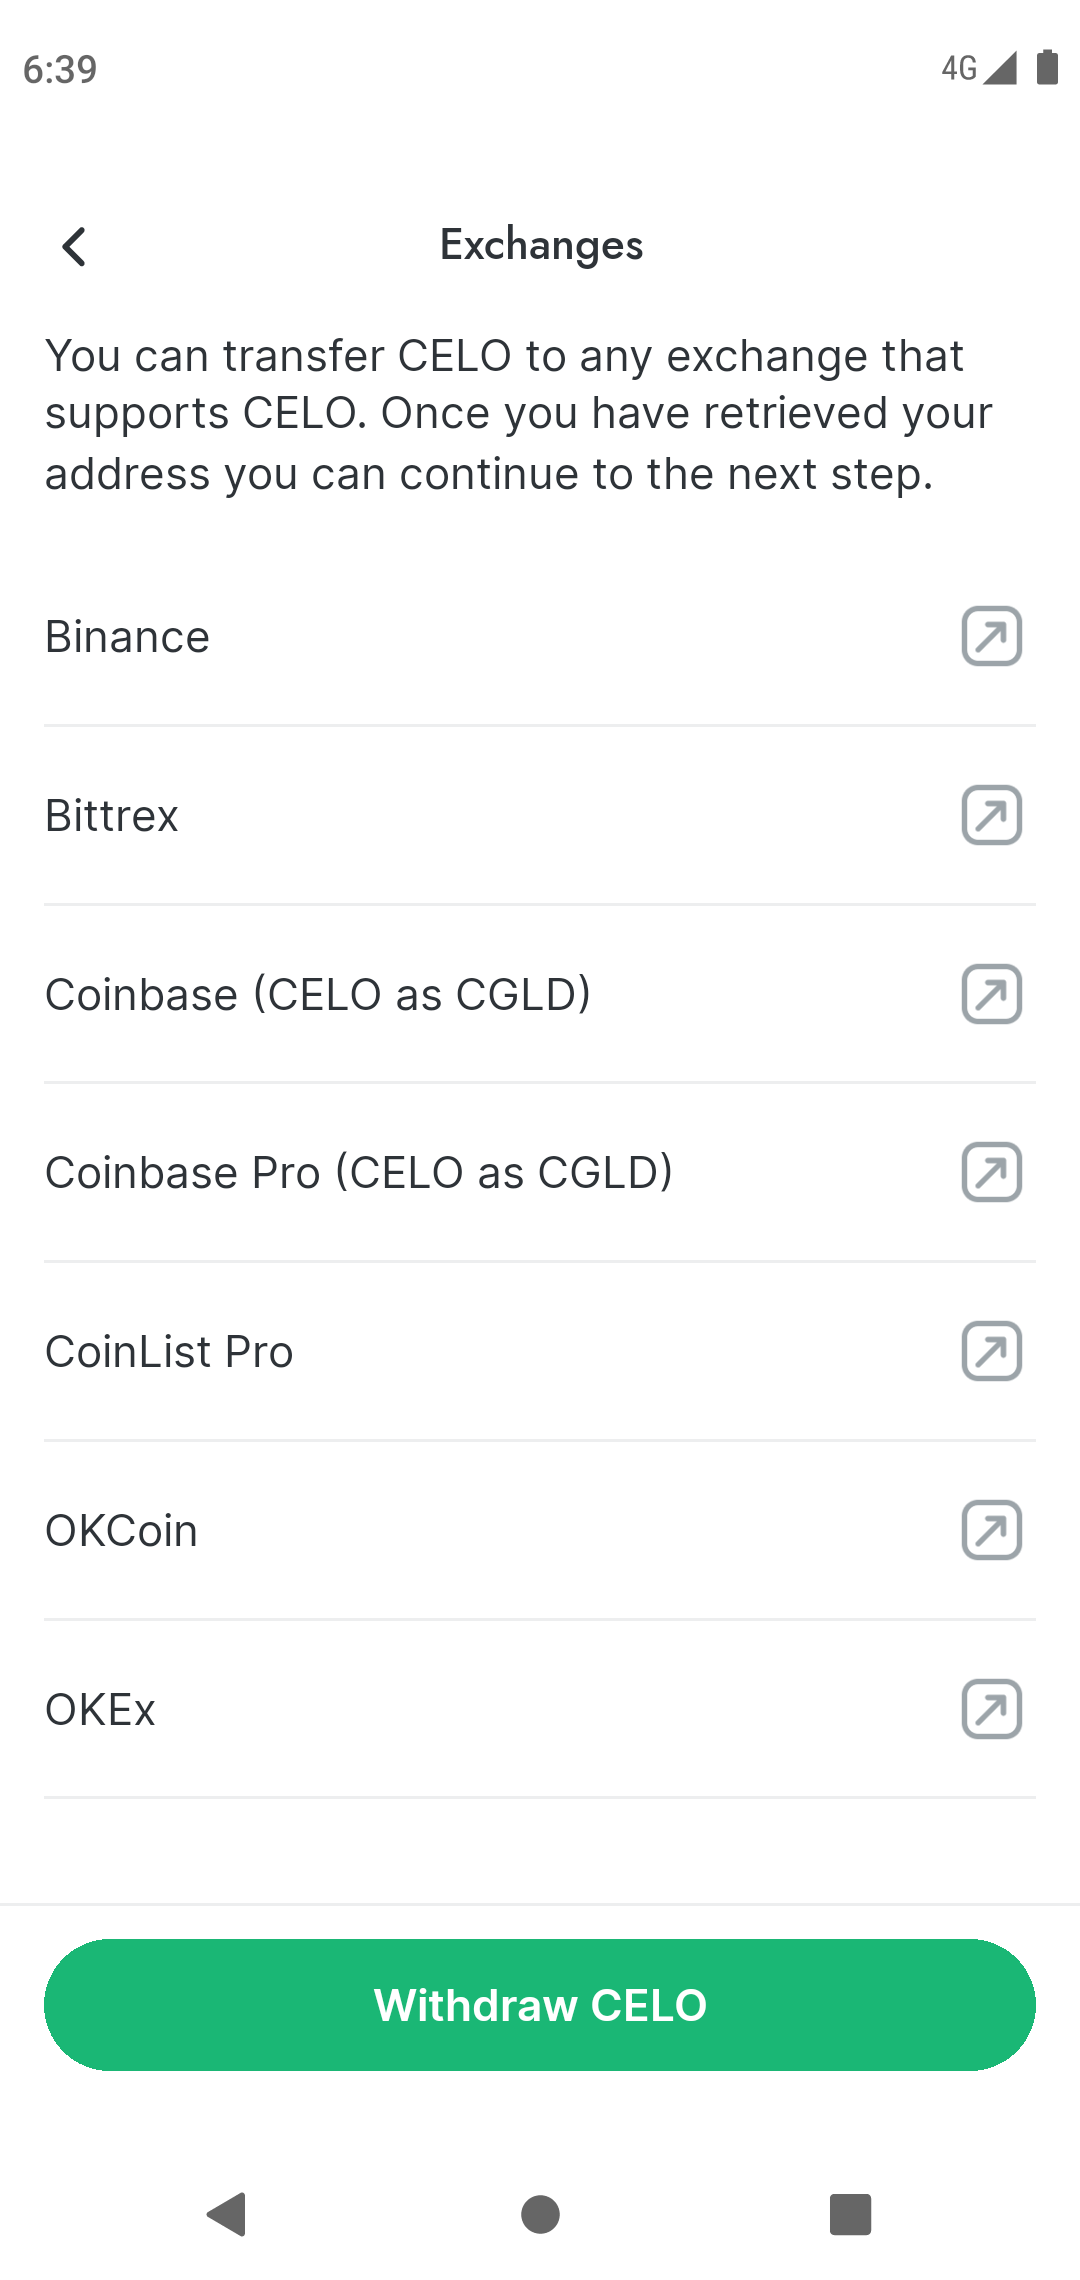 6:39
4G
Exchanges
You can transfer CELO to any exchange that
supports CELO. Once you have retrieved your
address you can continue to the next step.
Binance
Bittrex
Coinbase (CELO as CGLD)
Coinbase Pro (CELO as CGLD)
CoinList Pro
OKCoin
OKEx
Withdraw CELO